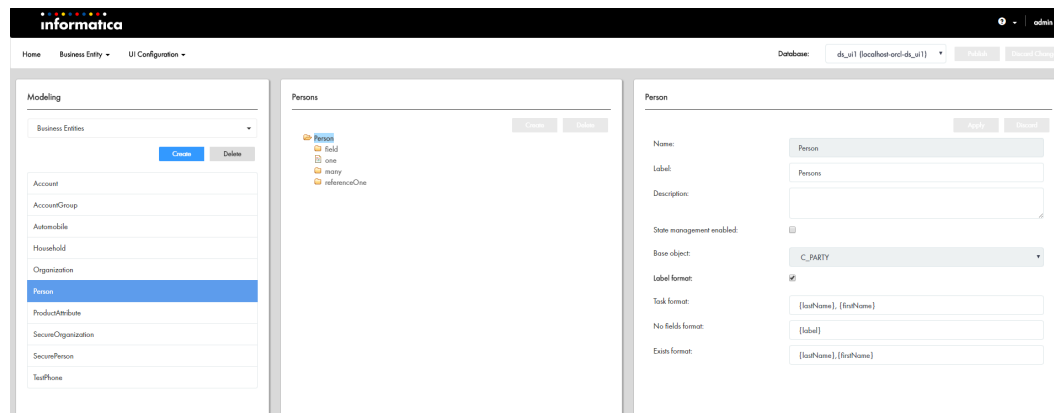 informatica
admin
Home Business Entity UI Configuration Database: ds_ui1 (localhost-orcl-ds_ui1) Publish Discard Chang
Modeling
Business Entities
Create Delete
Account
AccountGroup
Automobile
Household
Organization
Person
ProductAttribute
SecureOrganization
SecurePerson
TestPhone
Persons
Create Delete
Person
field
one
many
referenceOne
Person
Apply Discard
Name: Person
Label: Persons
Description:
State management enabled:
Base object: C_PARTY
Label format:
Task format: {lastName}, {firstName}
No fields format: {label}
Exists format: {lastName},{firstName}